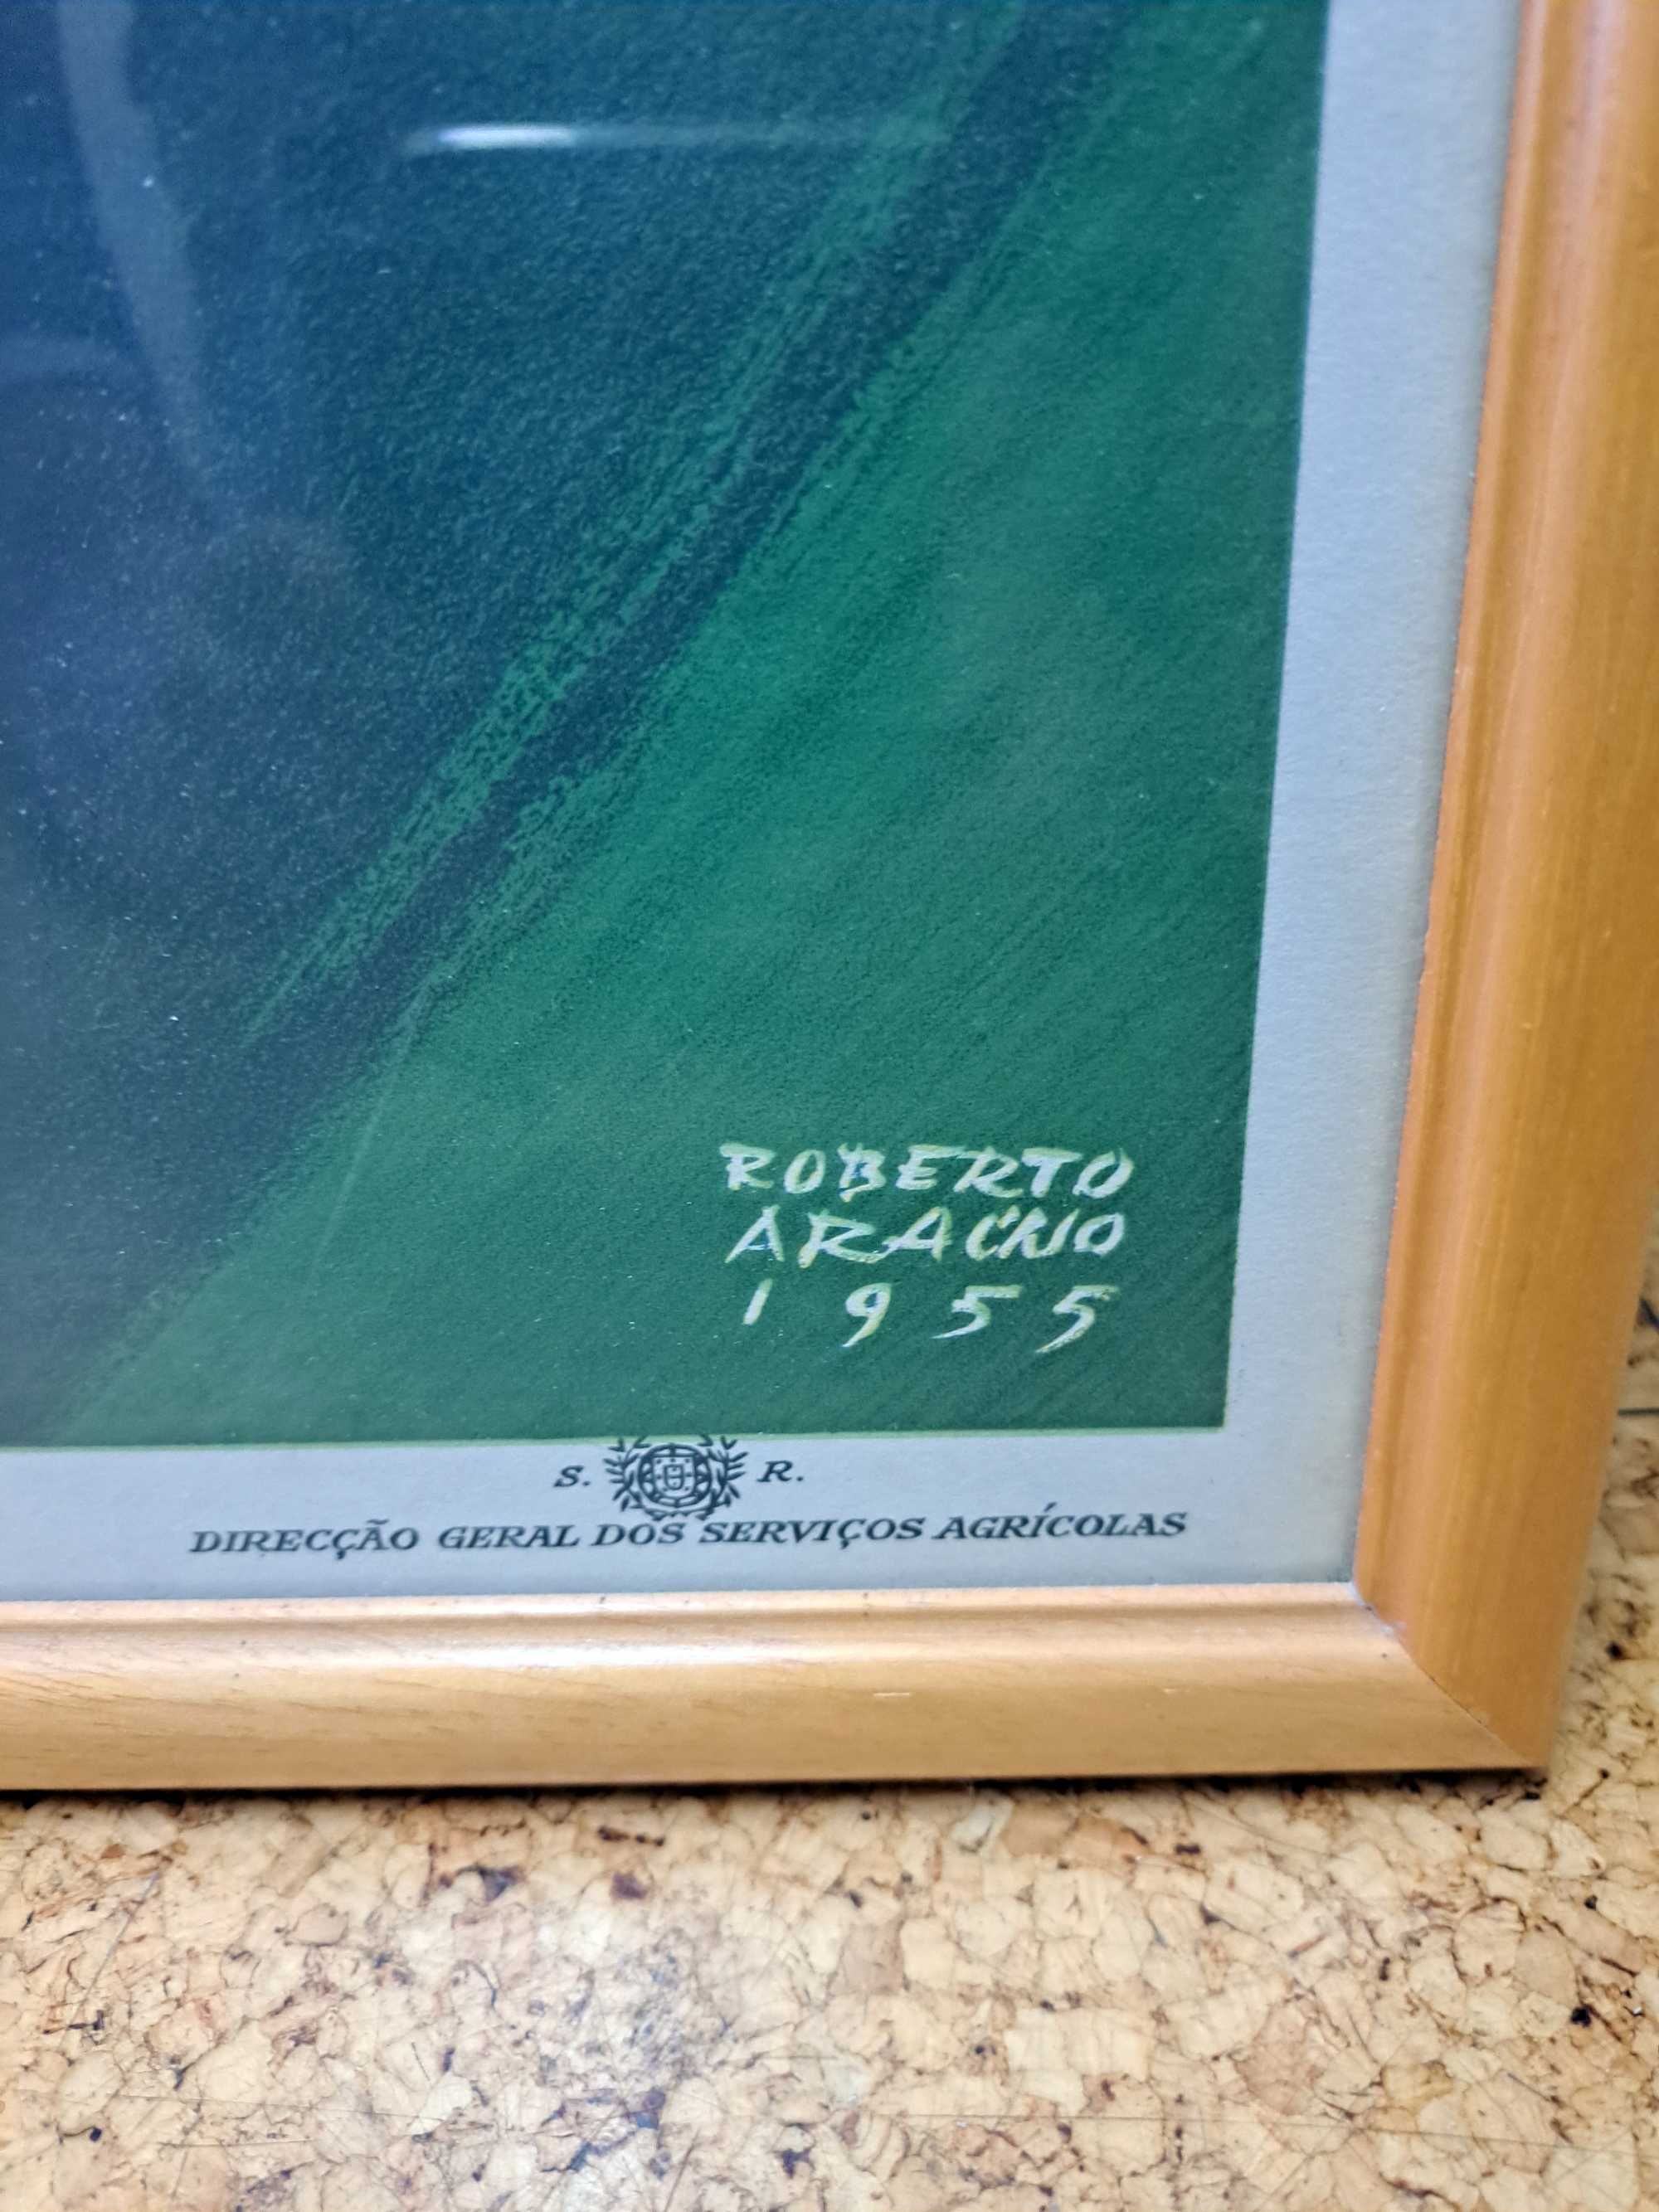 ROBERTO
ARAÚJO
1955
S. R.
DIRECÇÃO GERAL DOS SERVIÇOS AGRÍCOLAS